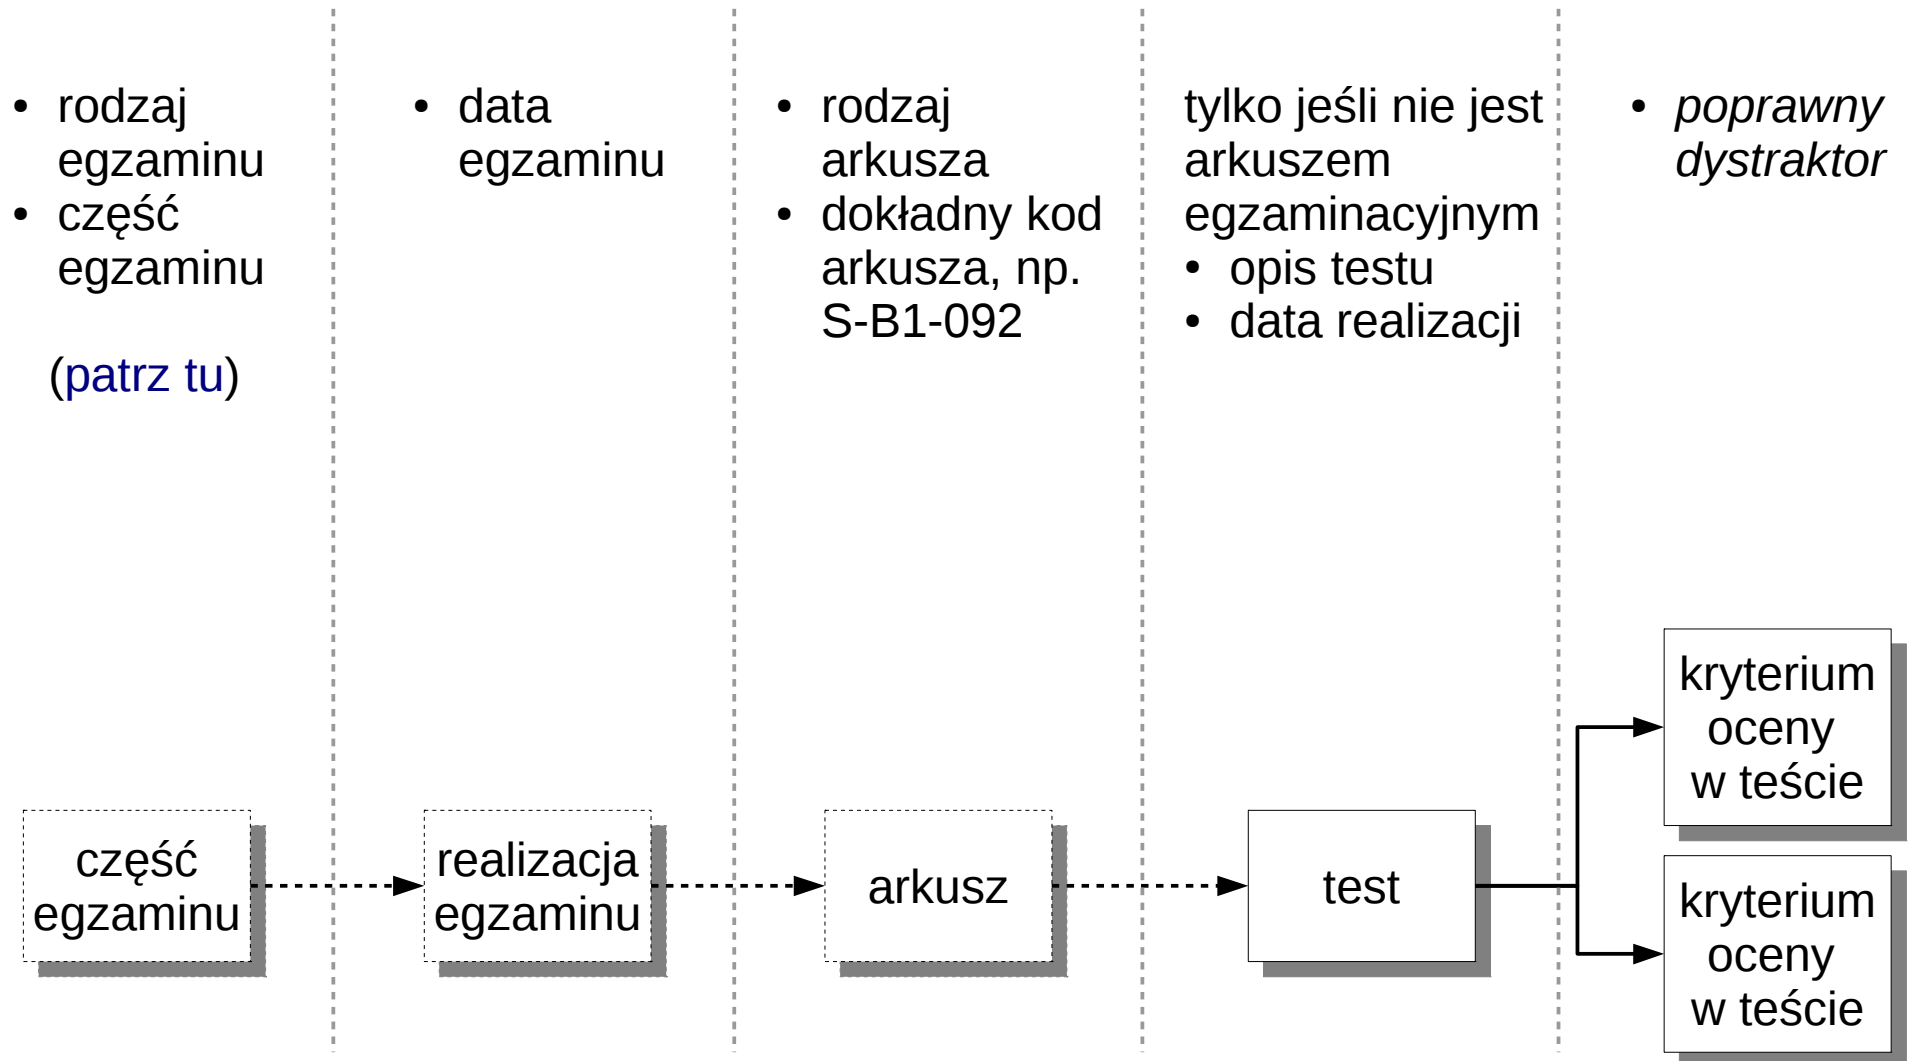 • rodzaj
egzaminu
• część
egzaminu
(patrz tu)
• data
egzaminu
• rodzaj
arkusza
• dokładny kod
arkusza, np.
S-B1-092
tylko jeśli nie jest
arkuszem
egzaminacyjnym
• opis testu
• data realizacji
• poprawny
dystraktor
część
egzaminu
realizacja
egzaminu
arkusz
test
kryterium
oceny
w teście
kryterium
oceny
w teście